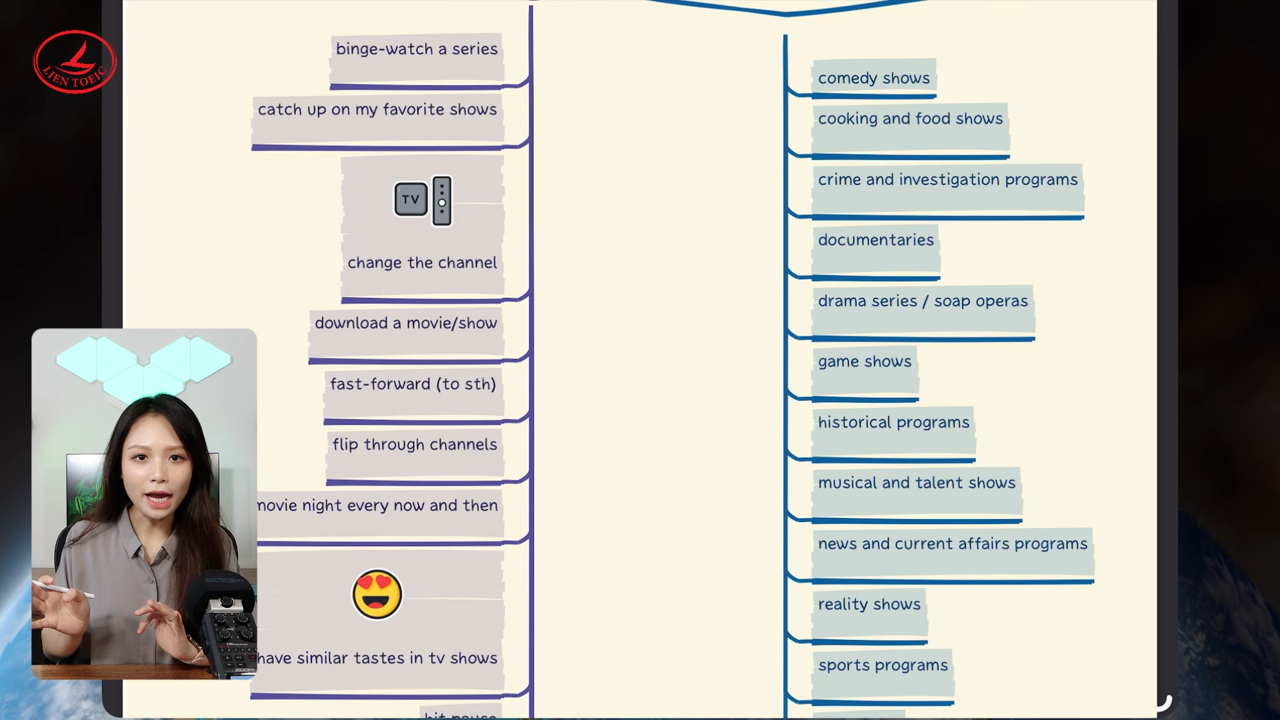 LIEN TOEIC
binge-watch a series
catch up on my favorite shows
TV
change the channel
download a movie/show
fast-forward (to sth)
flip through channels
movie night every now and then
have similar tastes in tv shows
hit pause
comedy shows
cooking and food shows
crime and investigation programs
documentaries
drama series / soap operas
game shows
historical programs
musical and talent shows
news and current affairs programs
reality shows
sports programs